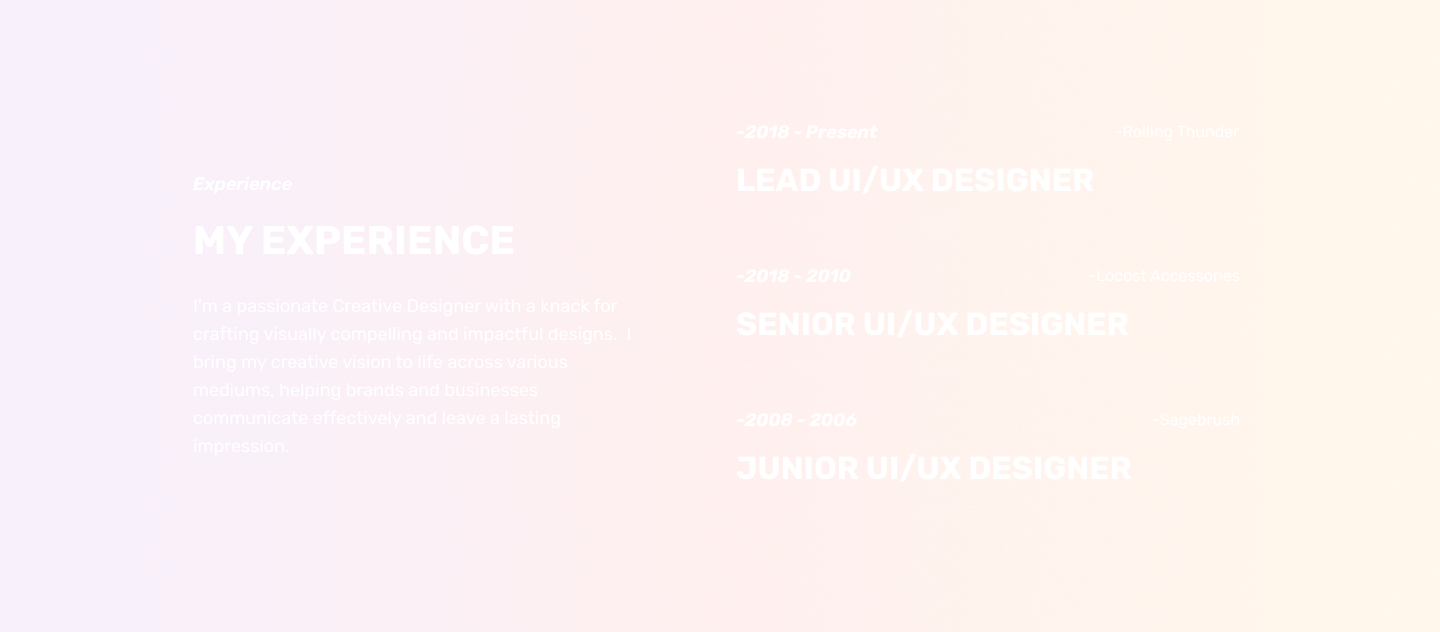 Experience
MY EXPERIENCE
I'm a passionate Creative Designer with a knack for
crafting visually compelling and impactful designs.  I
bring my creative vision to life across various
mediums, helping brands and businesses
communicate effectively and leave a lasting
impression.
-2018 - Present
-Rolling Thunder
LEAD UI/UX DESIGNER
-2018 - 2010
-Locost Accessories
SENIOR UI/UX DESIGNER
-2008 - 2006
-Sagebrush
JUNIOR UI/UX DESIGNER